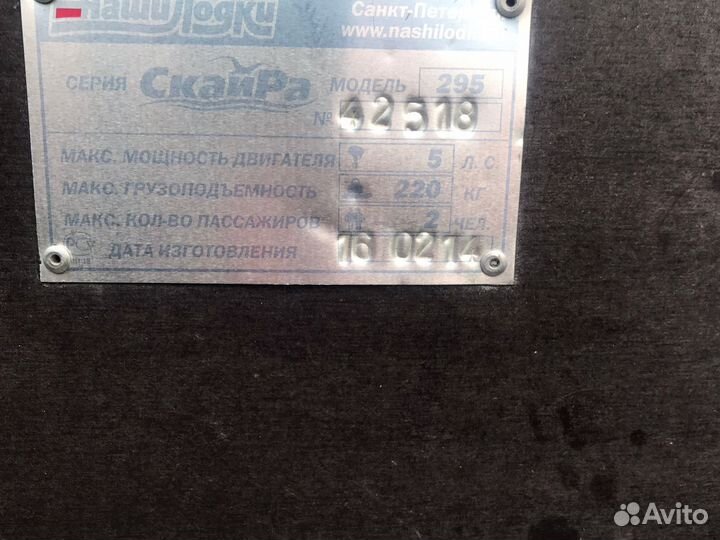 Наши Лодки
Санкт-Петер
www.nashilodk
СЕРИЯ СкайРа МОДЕЛЬ 295
№ 42518
МАКС. МОЩНОСТЬ ДВИГАТЕЛЯ 5 Л. С
МАКС. ГРУЗОПОДЪЕМНОСТЬ 220 КГ
МАКС. КОЛ-ВО ПАССАЖИРОВ 2 ЧЕЛ.
ДАТА ИЗГОТОВЛЕНИЯ 16 02 14
Avito